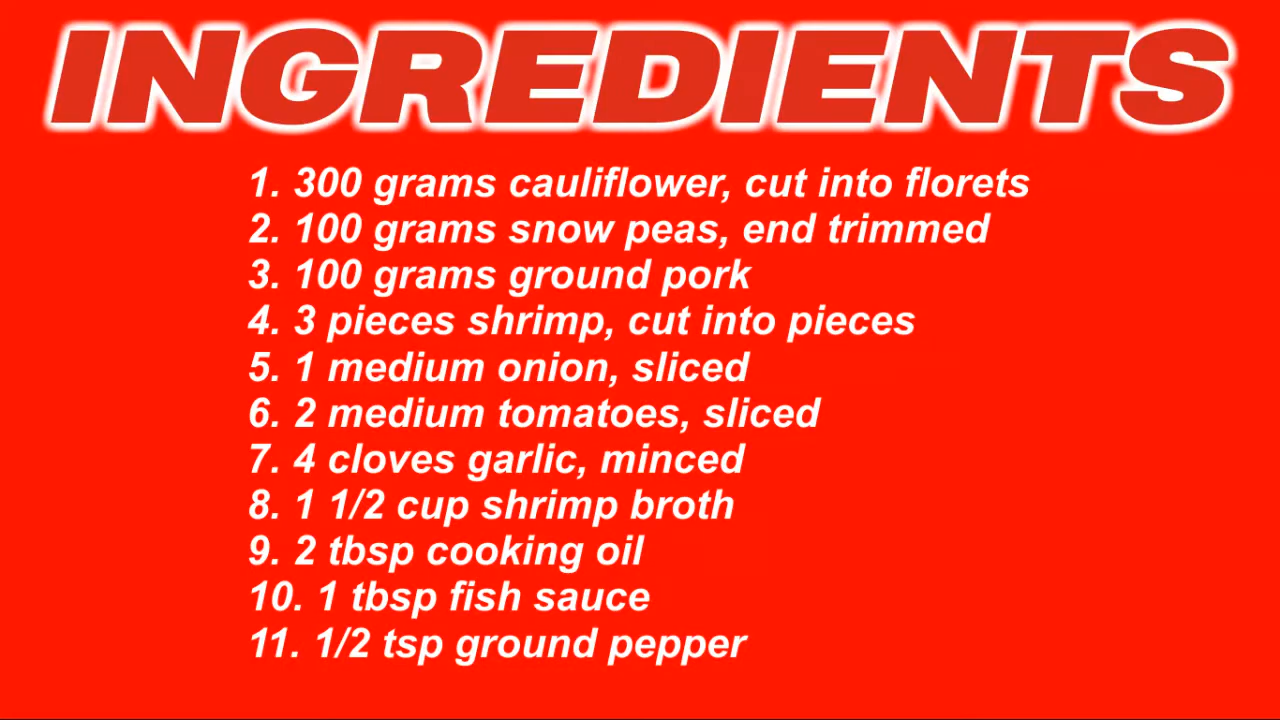 INGREDIENTS
1. 300 grams cauliflower, cut into florets
2. 100 grams snow peas, end trimmed
3. 100 grams ground pork
4. 3 pieces shrimp, cut into pieces
5. 1 medium onion, sliced
6. 2 medium tomatoes, sliced
7. 4 cloves garlic, minced
8. 1 1/2 cup shrimp broth
9. 2 tbsp cooking oil
10. 1 tbsp fish sauce
11. 1/2 tsp ground pepper